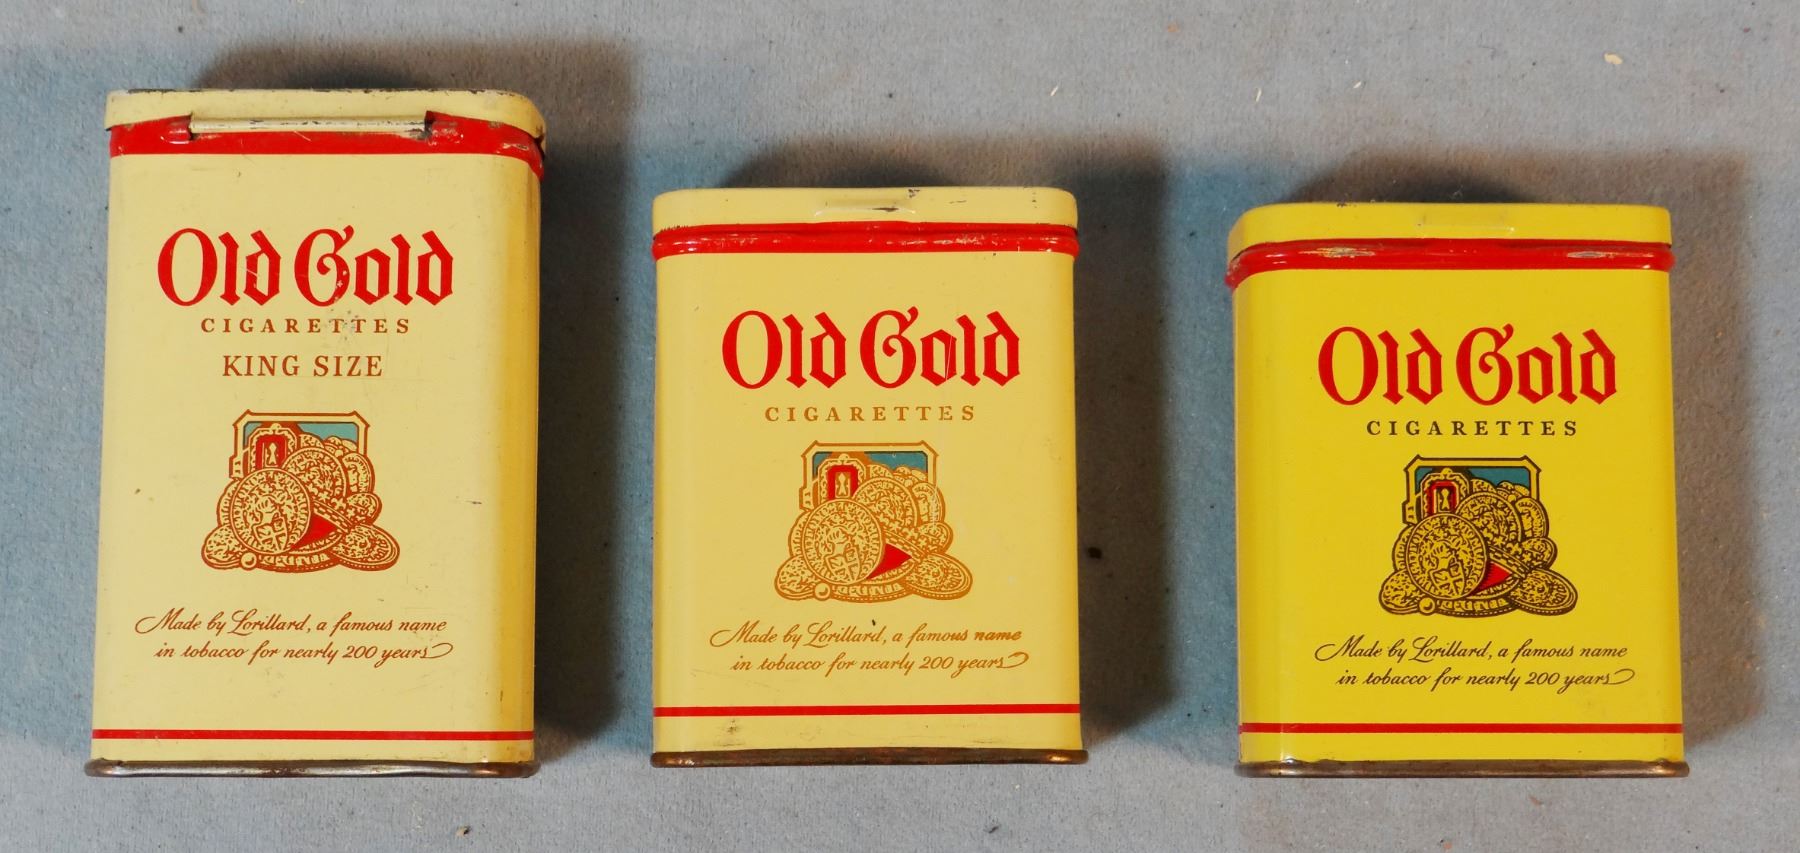 Old Gold
CIGARETTES
KING SIZE
Made by Lorillard, a famous name
in tobacco for nearly 200 years
Old Gold
CIGARETTES
Made by Lorillard, a famous name
in tobacco for nearly 200 years
Old Gold
CIGARETTES
Made by Lorillard, a famous name
in tobacco for nearly 200 years